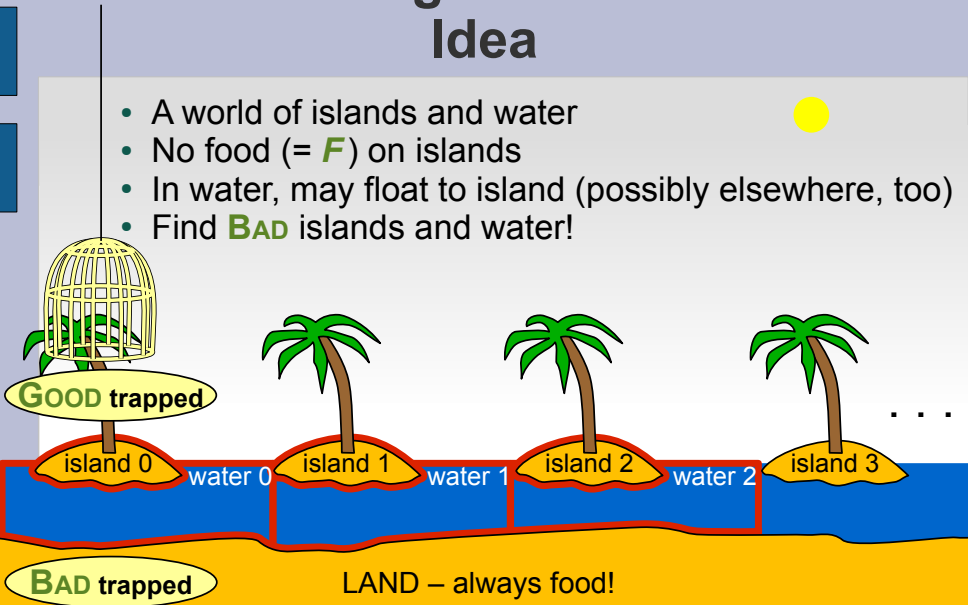 Idea
• A world of islands and water
• No food (= F) on islands
• In water, may float to island (possibly elsewhere, too)
• Find BAD islands and water!
GOOD trapped
. . .
island 0
water 0
island 1
water 1
island 2
water 2
island 3
BAD trapped
LAND – always food!